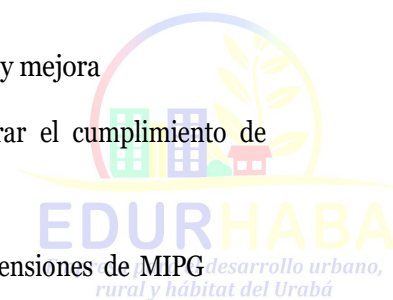 y mejora
rar el cumplimiento de
EDURHABA
ensiones de MIPG
desarrollo urbano,
rural y hábitat del Urabá